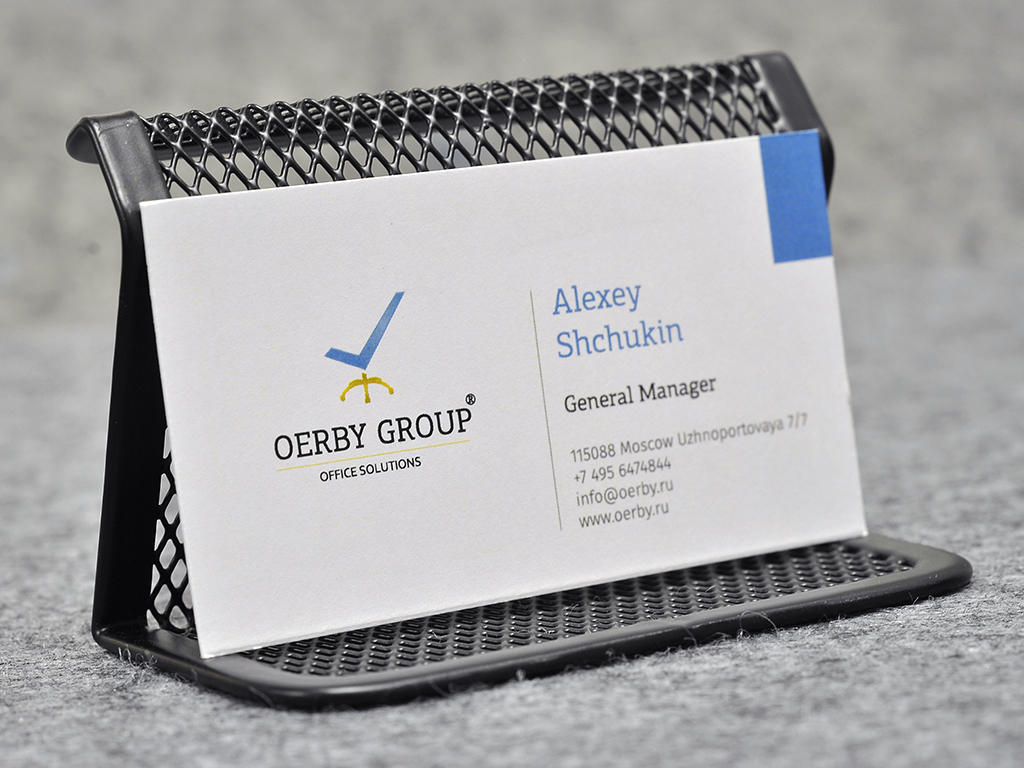 OERBY GROUP®
OFFICE SOLUTIONS
Alexey
Shchukin
General Manager
115088 Moscow Uzhnoportovaya 7/7
+7 495 6474844
info@oerby.ru
www.oerby.ru